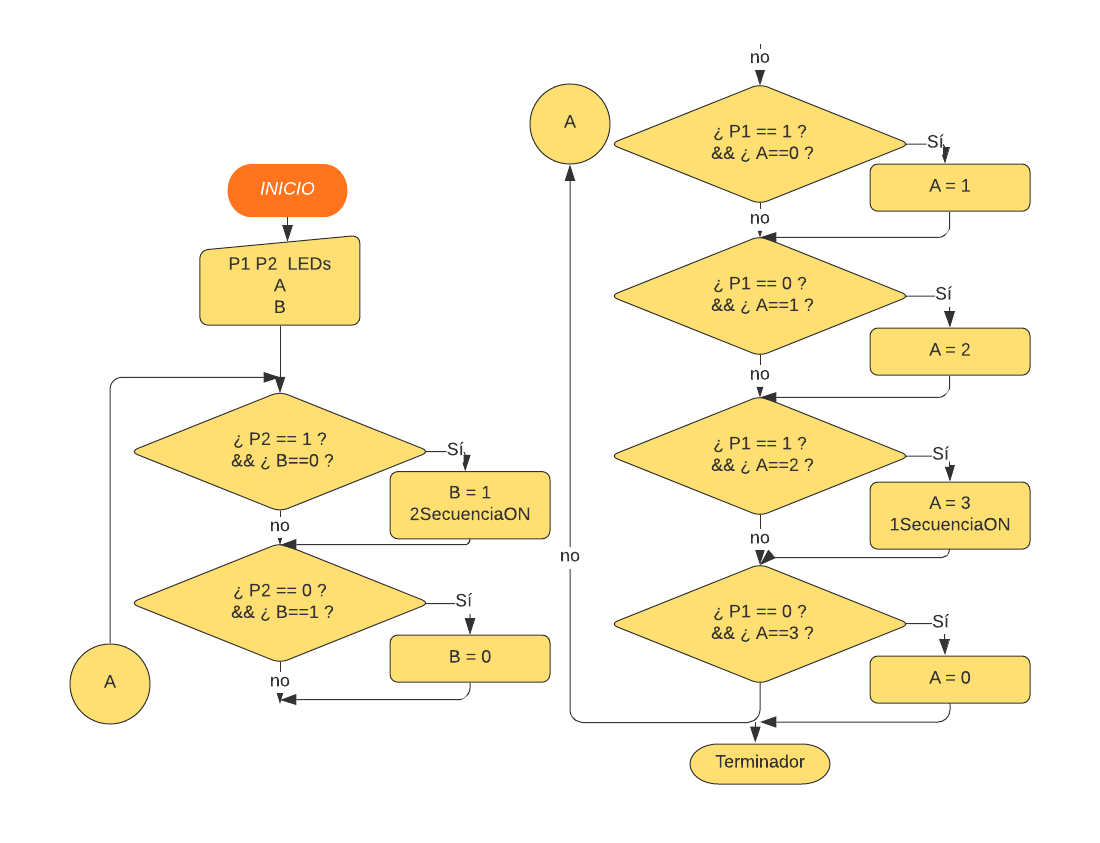 INICIO
P1 P2 LEDs
A
B
¿ P2 == 1 ?
&& ¿ B==0 ?
Sí
B = 1
2SecuenciaON
no
¿ P2 == 0 ?
&& ¿ B==1 ?
Sí
B = 0
no
A
A
no
no
¿ P1 == 1 ?
&& ¿ A==0 ?
Sí
A = 1
no
¿ P1 == 0 ?
&& ¿ A==1 ?
Sí
A = 2
no
¿ P1 == 1 ?
&& ¿ A==2 ?
Sí
A = 3
1SecuenciaON
no
¿ P1 == 0 ?
&& ¿ A==3 ?
Sí
A = 0
Terminador